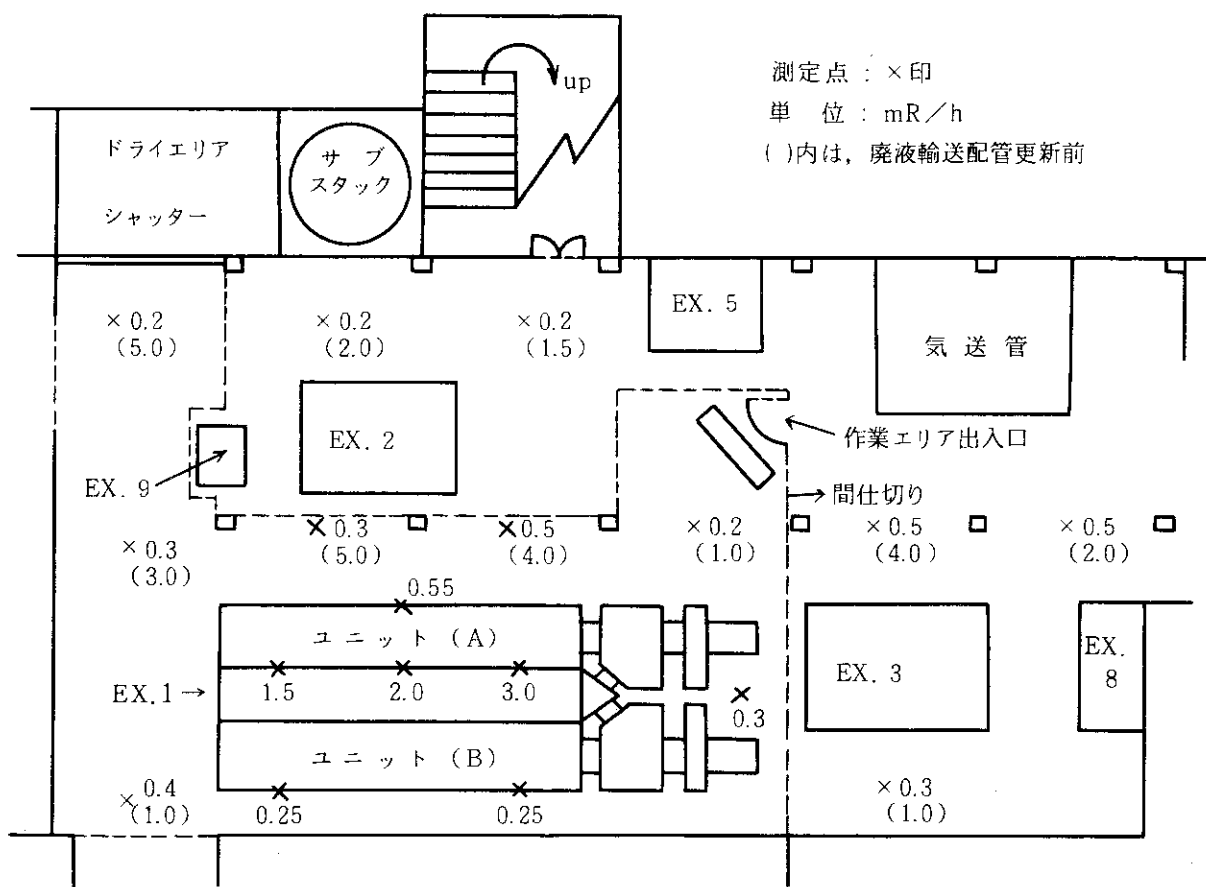 up
測定点：×印
単　位：mR／h
( )内は，廃液輸送配管更新前
ドライエリア
シャッター
サブ
スタック
× 0.2
(5.0)
× 0.2
(2.0)
× 0.2
(1.5)
EX. 5
気 送 管
EX. 2
作業エリア出入口
EX. 9
間仕切り
× 0.3
(3.0)
× 0.3
(5.0)
× 0.5
(4.0)
× 0.2
(1.0)
× 0.5
(4.0)
× 0.5
(2.0)
0.55
×
ユニット (A)
EX.1 →
× × ×
1.5 2.0 3.0
×
0.3
EX. 3
EX.
8
ユニット (B)
× 0.4
(1.0)
× ×
0.25 0.25
× 0.3
(1.0)